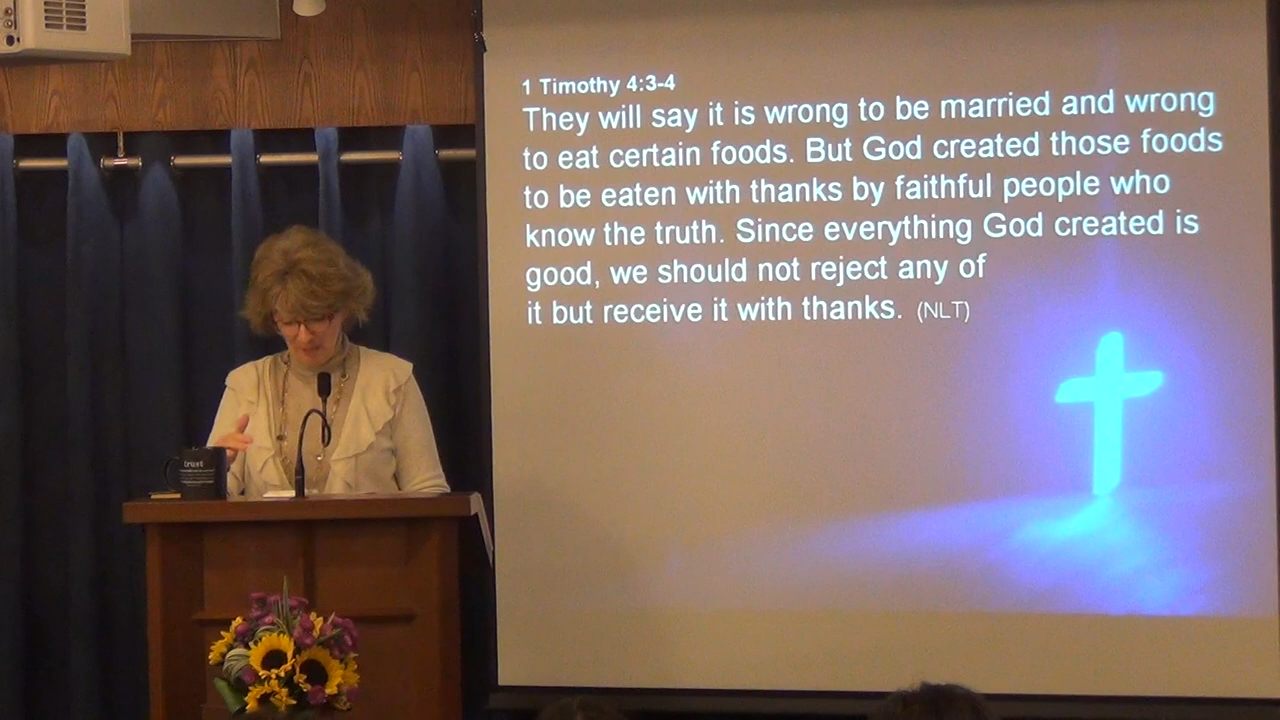 1 Timothy 4:3-4
They will say it is wrong to be married and wrong
to eat certain foods. But God created those foods
to be eaten with thanks by faithful people who
know the truth. Since everything God created is
good, we should not reject any of
it but receive it with thanks. (NLT)
trust